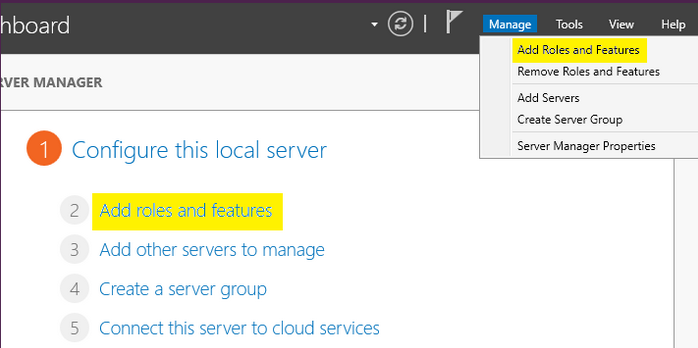 hboard
Manage Tools View Help
Add Roles and Features
Remove Roles and Features
Add Servers
Create Server Group
Server Manager Properties
RVER MANAGER
1 Configure this local server
2 Add roles and features
3 Add other servers to manage
4 Create a server group
5 Connect this server to cloud services